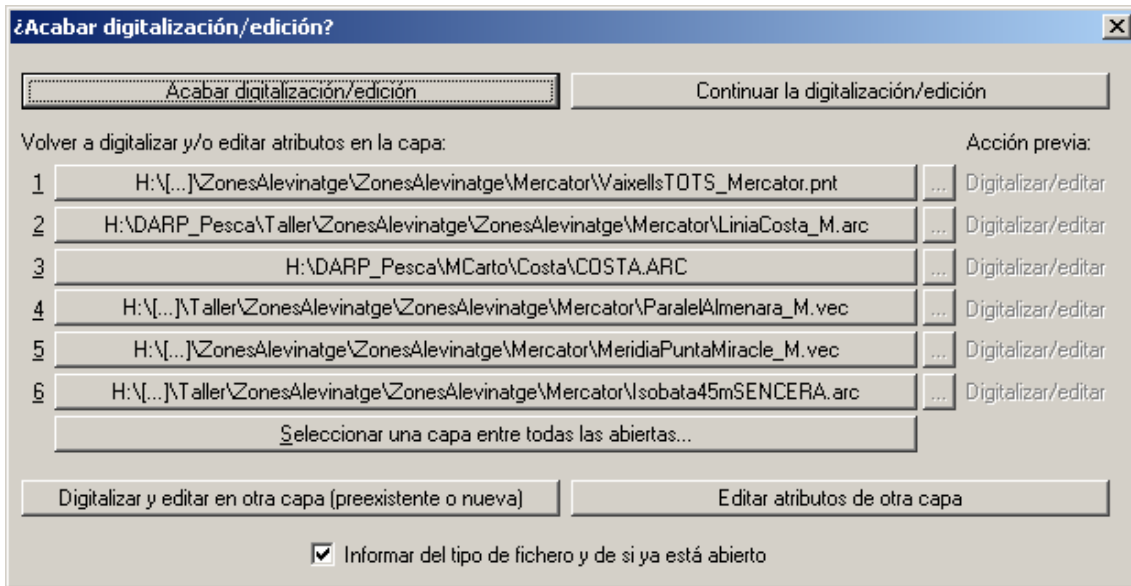 ¿Acabar digitalización/edición?
Acabar digitalización/edición Continuar la digitalización/edición
Volver a digitalizar y/o editar atributos en la capa: Acción previa:
1 H:\[...]\ZonesAlevinatge\ZonesAlevinatge\Mercator\VaixellsTOTS_Mercator.pnt ... Digitalizar/editar
2 H:\DARP_Pesca\Taller\ZonesAlevinatge\ZonesAlevinatge\Mercator\LiniaCosta_M.arc ... Digitalizar/editar
3 H:\DARP_Pesca\MCarto\Costa\COSTA.ARC ... Digitalizar/editar
4 H:\[...]\Taller\ZonesAlevinatge\ZonesAlevinatge\Mercator\ParalelAlmenara_M.vec ... Digitalizar/editar
5 H:\[...]\ZonesAlevinatge\ZonesAlevinatge\Mercator\MeridiaPuntaMiracle_M.vec ... Digitalizar/editar
6 H:\[...]\Taller\ZonesAlevinatge\ZonesAlevinatge\Mercator\Isobata45mSENCERA.arc ... Digitalizar/editar
Seleccionar una capa entre todas las abiertas...
Digitalizar y editar en otra capa (preexistente o nueva) Editar atributos de otra capa
Informar del tipo de fichero y de si ya está abierto